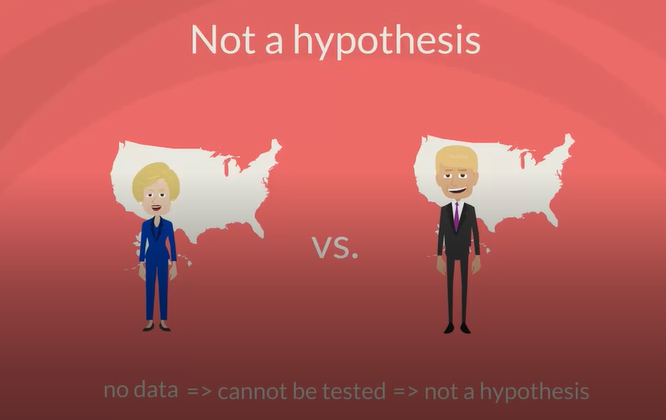 Not a hypothesis
vs.
no data => cannot be tested => not a hypothesis